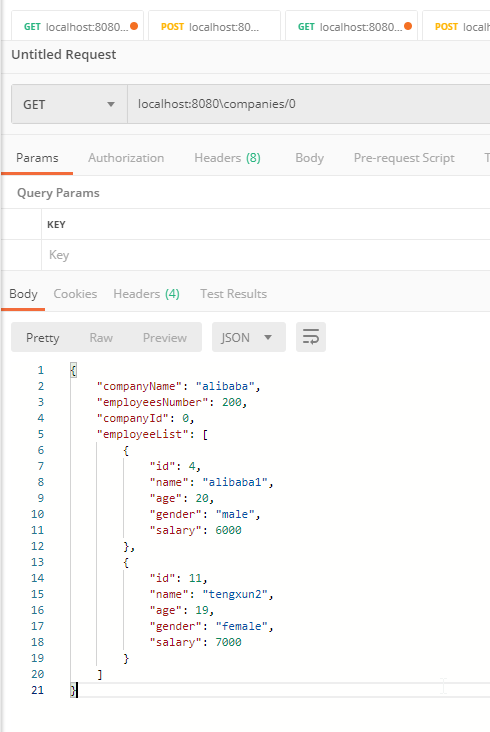 GET localhost:8080... POST localhost:80... GET localhost:8080... POST local
Untitled Request
GET localhost:8080\companies/0
Params Authorization Headers (8) Body Pre-request Script T
Query Params
KEY
Key
Body Cookies Headers (4) Test Results
Pretty Raw Preview JSON
1 {
2 "companyName": "alibaba",
3 "employeesNumber": 200,
4 "companyId": 0,
5 "employeeList": [
6 {
7 "id": 4,
8 "name": "alibaba1",
9 "age": 20,
10 "gender": "male",
11 "salary": 6000
12 },
13 {
14 "id": 11,
15 "name": "tengxun2",
16 "age": 19,
17 "gender": "female",
18 "salary": 7000
19 }
20 ]
21 }